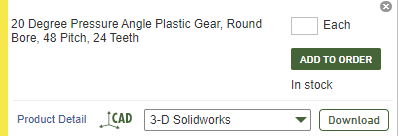 20 Degree Pressure Angle Plastic Gear, Round
Bore, 48 Pitch, 24 Teeth
Each
ADD TO ORDER
In stock
Product Detail CAD 3-D Solidworks Download